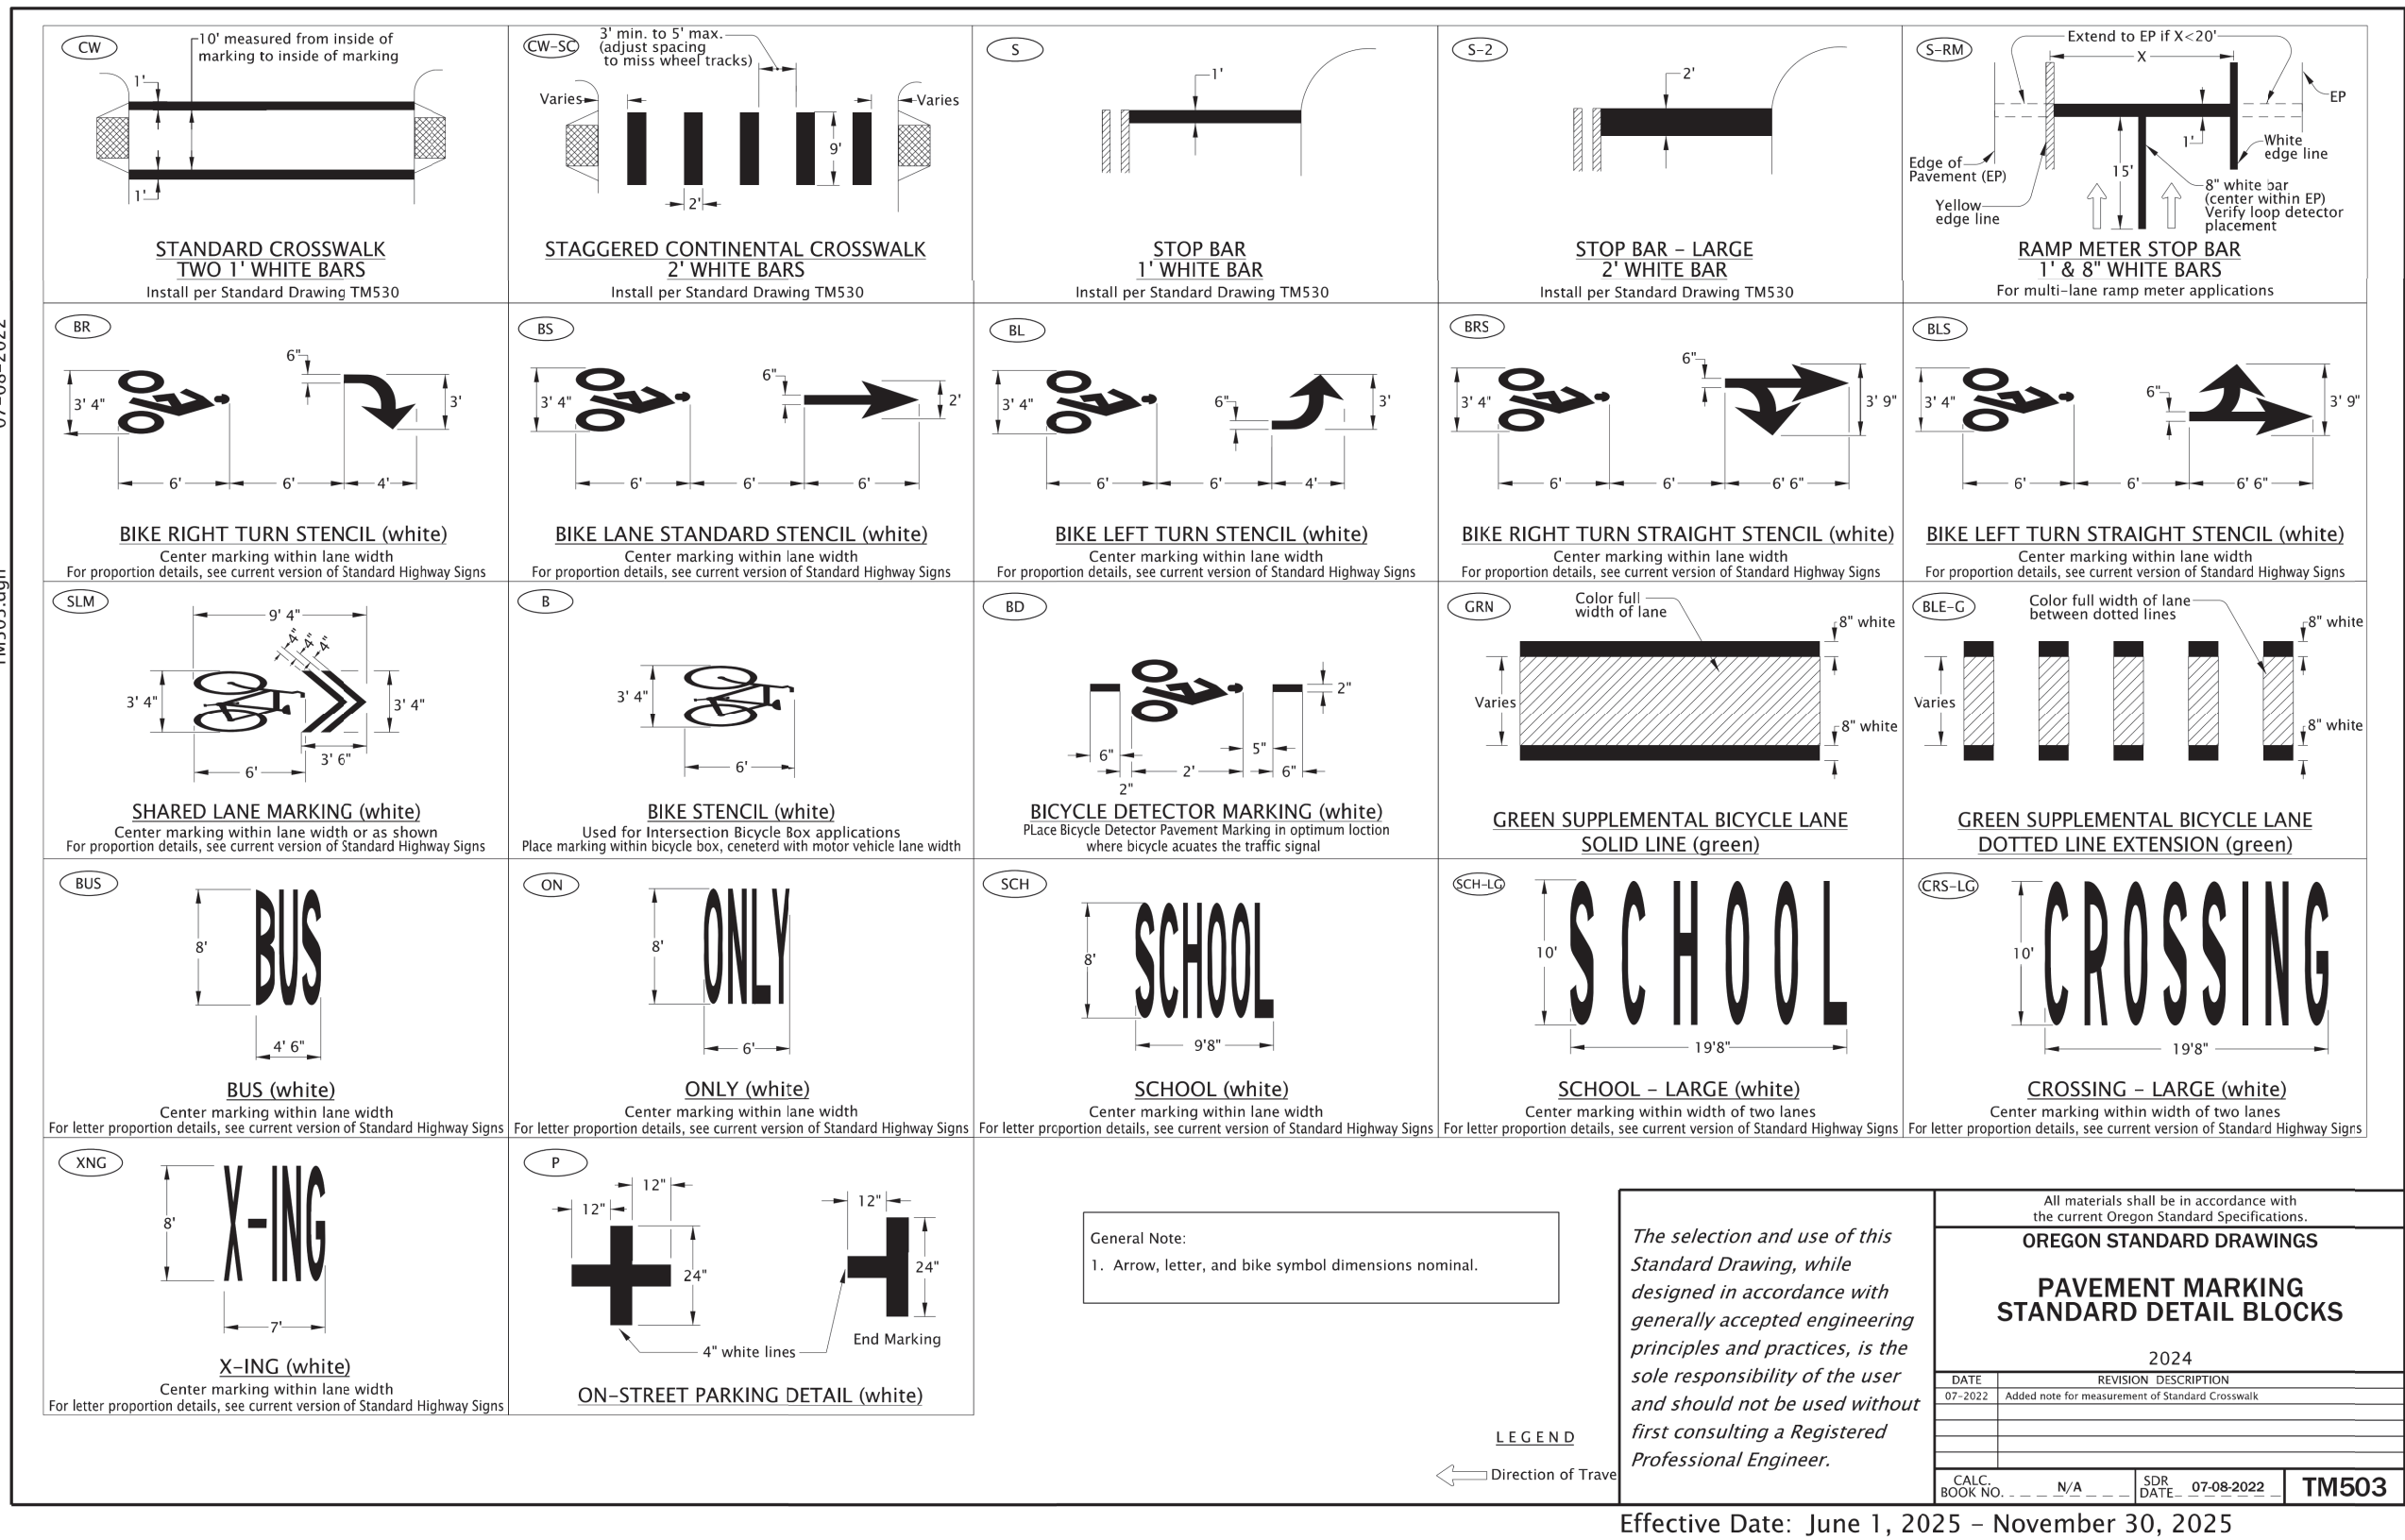 CW
10' measured from inside of
marking to inside of marking
1'
1'
STANDARD CROSSWALK
TWO 1' WHITE BARS
Install per Standard Drawing TM530
CW-SC
3' min. to 5' max.
(adjust spacing
to miss wheel tracks)
Varies
Varies
9'
2'
STAGGERED CONTINENTAL CROSSWALK
2' WHITE BARS
Install per Standard Drawing TM530
S
1'
STOP BAR
1' WHITE BAR
Install per Standard Drawing TM530
S-2
2'
STOP BAR - LARGE
2' WHITE BAR
Install per Standard Drawing TM530
S-RM
Extend to EP if X<20'
X
EP
1'
White
edge line
Edge of
Pavement (EP)
15'
8" white bar
(center within EP)
Verify loop detector
placement
Yellow
edge line
RAMP METER STOP BAR
1' & 8" WHITE BARS
For multi-lane ramp meter applications
BR
6"
3' 4"
3'
6'
6'
4'
BIKE RIGHT TURN STENCIL (white)
Center marking within lane width
For proportion details, see current version of Standard Highway Signs
BS
6"
3' 4"
2'
6'
6'
6'
BIKE LANE STANDARD STENCIL (white)
Center marking within lane width
For proportion details, see current version of Standard Highway Signs
BL
3' 4"
6"
3'
6'
6'
4'
BIKE LEFT TURN STENCIL (white)
Center marking within lane width
For proportion details, see current version of Standard Highway Signs
BRS
6"
3' 4"
3' 9"
6'
6'
6' 6"
BIKE RIGHT TURN STRAIGHT STENCIL (white)
Center marking within lane width
For proportion details, see current version of Standard Highway Signs
BLS
6"
3' 4"
3' 9"
6'
6'
6' 6"
BIKE LEFT TURN STRAIGHT STENCIL (white)
Center marking within lane width
For proportion details, see current version of Standard Highway Signs
SLM
9' 4"
4"
4"
4"
3' 4"
3' 4"
3' 6"
6'
SHARED LANE MARKING (white)
Center marking within lane width or as shown
For proportion details, see current version of Standard Highway Signs
B
3' 4"
6'
BIKE STENCIL (white)
Used for Intersection Bicycle Box applications
Place marking within bicycle box, ceneterd with motor vehicle lane width
BD
2"
6"
5"
2'
6"
2"
BICYCLE DETECTOR MARKING (white)
PLace Bicycle Detector Pavement Marking in optimum loction
where bicycle acuates the traffic signal
GRN
Color full
width of lane
8" white
Varies
8" white
GREEN SUPPLEMENTAL BICYCLE LANE
SOLID LINE (green)
BLE-G
Color full width of lane
between dotted lines
8" white
Varies
8" white
GREEN SUPPLEMENTAL BICYCLE LANE
DOTTED LINE EXTENSION (green)
BUS
8'
BUS
4' 6"
BUS (white)
Center marking within lane width
For letter proportion details, see current version of Standard Highway Signs
ON
8'
ONLY
6'
ONLY (white)
Center marking within lane width
For letter proportion details, see current version of Standard Highway Signs
SCH
8'
SCHOOL
9'8"
SCHOOL (white)
Center marking within lane width
For letter proportion details, see current version of Standard Highway Signs
SCH-LG
10'
SCHOOL
19'8"
SCHOOL - LARGE (white)
Center marking within width of two lanes
For letter proportion details, see current version of Standard Highway Signs
CRS-LG
10'
CROSSING
19'8"
CROSSING - LARGE (white)
Center marking within width of two lanes
For letter proportion details, see current version of Standard Highway Signs
XNG
8'
X-ING
7'
X-ING (white)
Center marking within lane width
For letter proportion details, see current version of Standard Highway Signs
P
12"
12"
24"
12"
24"
End Marking
4" white lines
ON-STREET PARKING DETAIL (white)
General Note:
1. Arrow, letter, and bike symbol dimensions nominal.
LEGEND
Direction of Trave
The selection and use of this
Standard Drawing, while
designed in accordance with
generally accepted engineering
principles and practices, is the
sole responsibility of the user
and should not be used without
first consulting a Registered
Professional Engineer.
All materials shall be in accordance with
the current Oregon Standard Specifications.
OREGON STANDARD DRAWINGS
PAVEMENT MARKING
STANDARD DETAIL BLOCKS
2024
DATE REVISION DESCRIPTION
07-2022 Added note for measurement of Standard Crosswalk
CALC. BOOK NO. N/A
SDR DATE 07-08-2022
TM503
Effective Date: June 1, 2025 - November 30, 2025